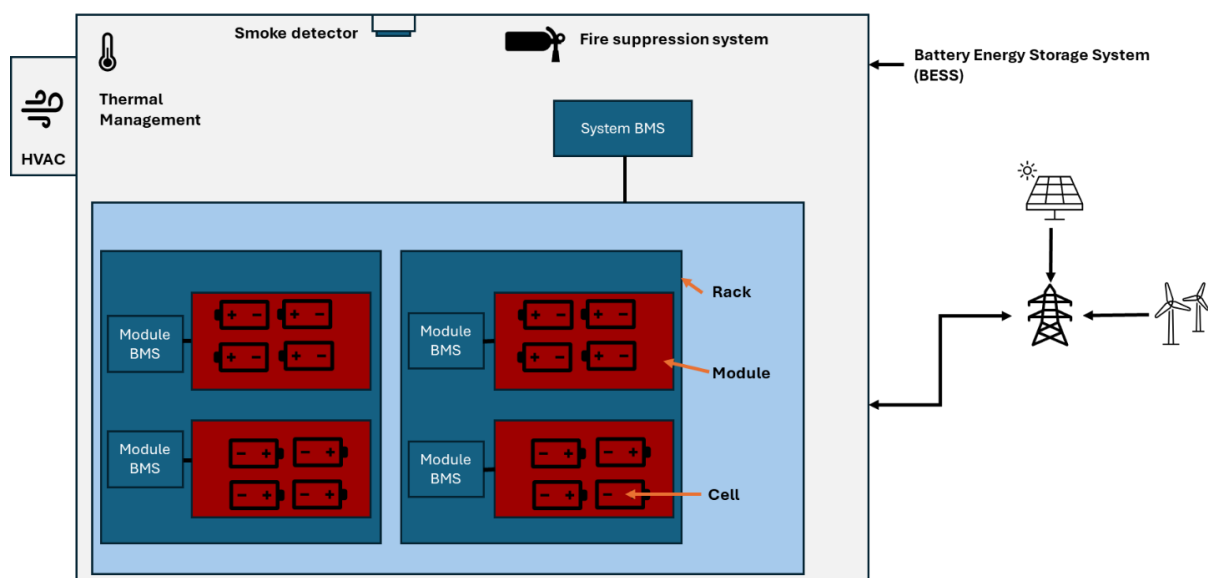 Smoke detector
Fire suppression system
Battery Energy Storage System
(BESS)
Thermal
Management
HVAC
System BMS
Rack
Module
BMS
Module
BMS
Module
Module
BMS
Module
BMS
Cell